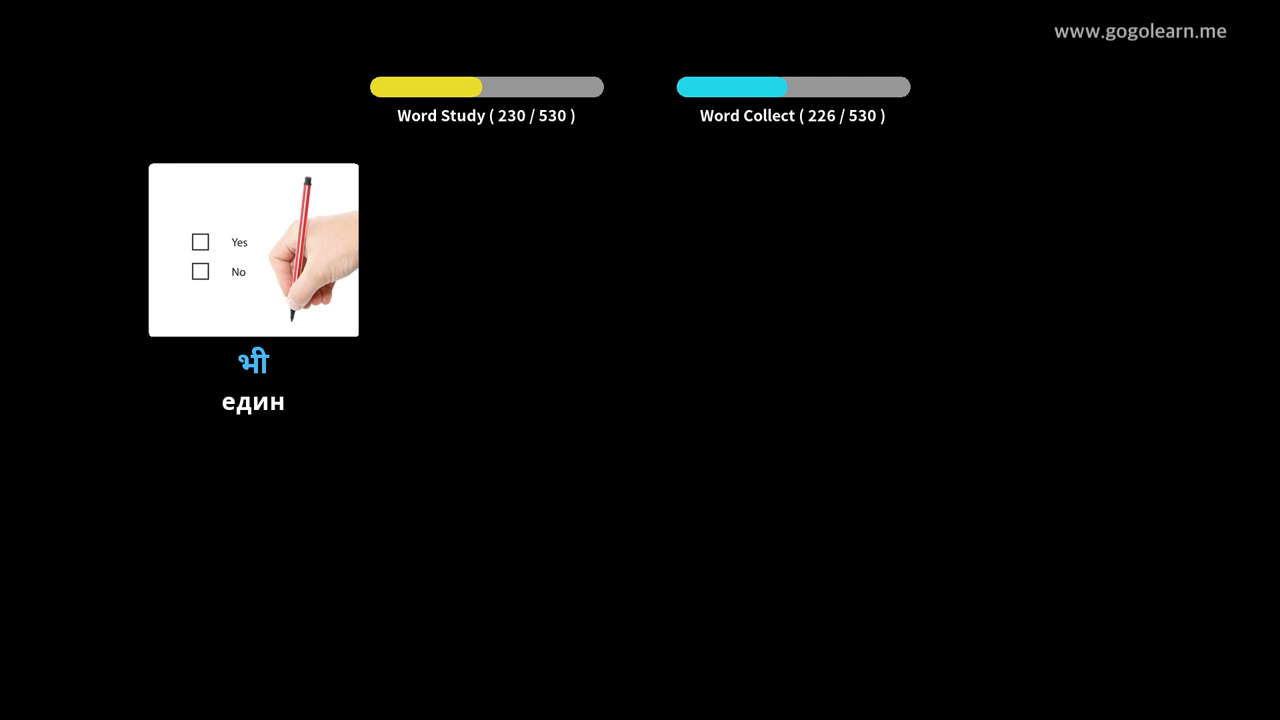 www.gogolearn.me
Word Study ( 230 / 530 )
Word Collect ( 226 / 530 )
Yes
No
भी
един